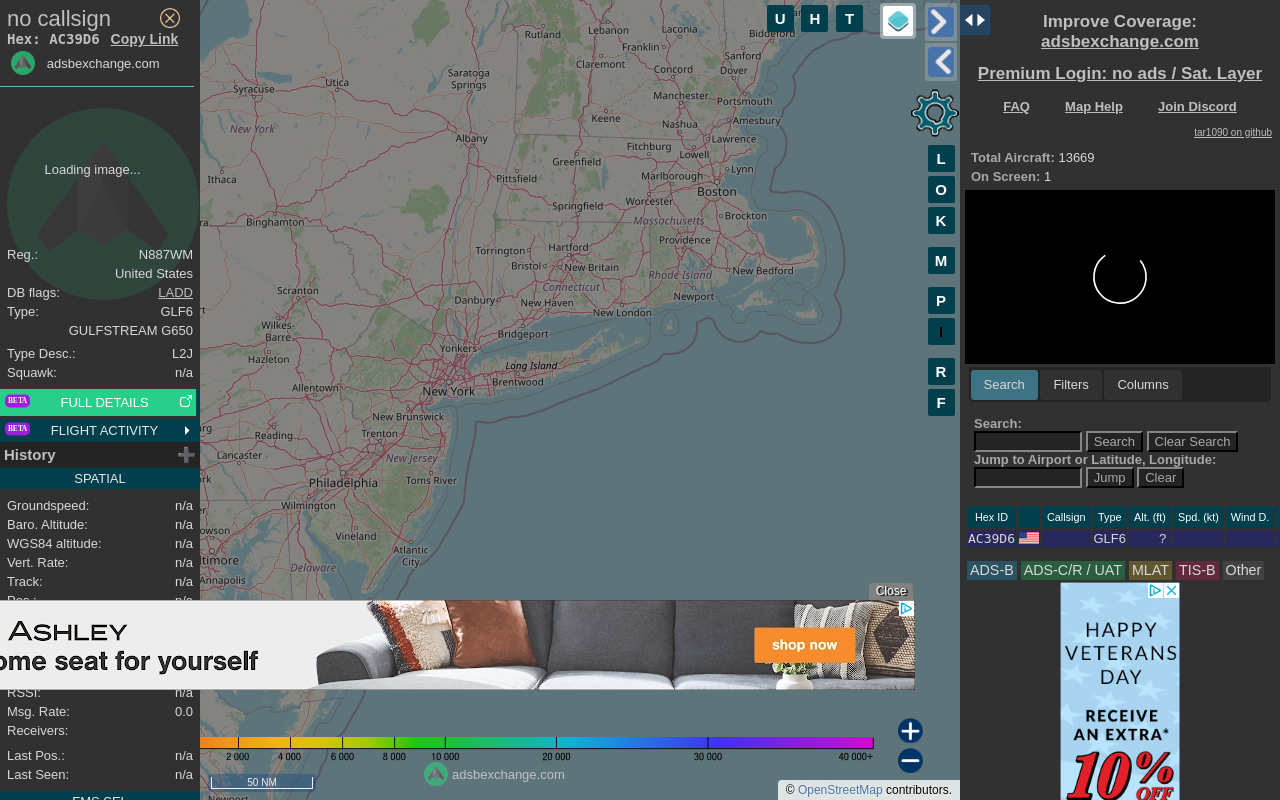 no callsign
Hex: AC39D6 Copy Link
adsbexchange.com
Loading image...
Reg.: N887WM
United States
DB flags: LADD
Type: GLF6
GULFSTREAM G650
Type Desc.: L2J
Squawk: n/a
BETA FULL DETAILS
BETA FLIGHT ACTIVITY
History
SPATIAL
Groundspeed: n/a
Baro. Altitude: n/a
WGS84 altitude: n/a
Vert. Rate: n/a
Track: n/a
Pos.: n/a
RSSI: n/a
Msg. Rate: 0.0
Receivers:
Last Pos.: n/a
Last Seen: n/a
FMS SEL
U H T
L
O
K
M
P
I
R
F
Rutland
Lebanon
Laconia
Biddeford
Franklin
Sanford
Claremont
Concord
Dover
Saratoga
Springs
Utica
Syracuse
Manchester
Portsmouth
Keene
Nashua
Amesbury
New York
Albany
Fitchburg
Lawrence
Greenfield
Lowell
Lynn
Ithaca
Pittsfield
Marlborough
Boston
Springfield
Worcester
Binghamton
Massachusetts
Brockton
Torrington
Hartford
Providence
Bristol
New Britain
Rhode Island
New Bedford
Scranton
Connecticut
Danbury
New Haven
New London
Newport
Wilkes-
Barre
Bridgeport
Hazleton
Yonkers
Long Island
Allentown
New York
Brentwood
New Brunswick
Reading
Trenton
Lancaster
New Jersey
Philadelphia
Toms River
Wilmington
Vineland
Atlantic
City
Delaware
Annapolis
Close
ASHLEY
ome seat for yourself
shop now
2 000 4 000 6 000 8 000 10 000 20 000 30 000 40 000+
adsbexchange.com
50 NM
Newport
© OpenStreetMap contributors.
Improve Coverage:
adsbexchange.com
Premium Login: no ads / Sat. Layer
FAQ Map Help Join Discord
tar1090 on github
Total Aircraft: 13669
On Screen: 1
Search Filters Columns
Search:
Search Clear Search
Jump to Airport or Latitude, Longitude:
Jump Clear
Hex ID Callsign Type Alt. (ft) Spd. (kt) Wind D.
AC39D6 GLF6 ?
ADS-B ADS-C/R / UAT MLAT TIS-B Other
HAPPY
VETERANS
DAY
RECEIVE
AN EXTRA*
10% OFF